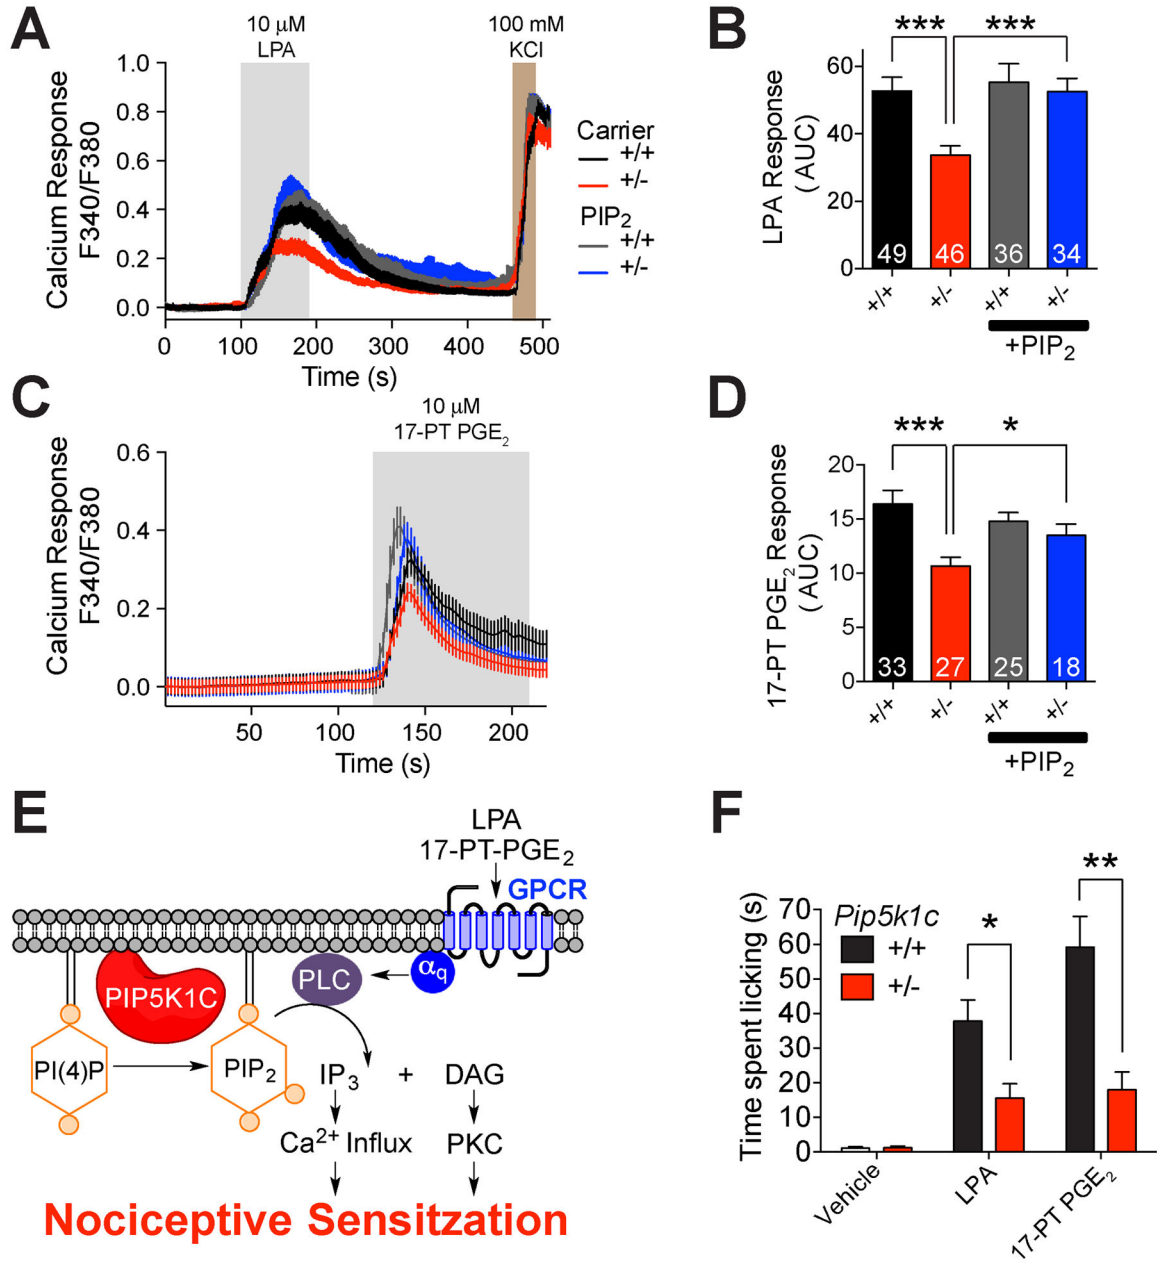 A
10 µM
LPA
100 mM
KCl
Calcium Response
F340/F380
1.0
0.8
0.6
0.4
0.2
0.0
0 100 200 300 400 500
Time (s)
Carrier
+/+
+/-
PIP2
+/+
+/-
B
*** ***
LPA Response
( AUC)
60
40
20
0
49 46 36 34
+/+ +/- +/+ +/-
+PIP2
C
10 µM
17-PT PGE2
Calcium Response
F340/F380
0.6
0.4
0.2
0.0
50 100 150 200
Time (s)
D
*** *
17-PT PGE2 Response
( AUC)
20
15
10
5
0
33 27 25 18
+/+ +/- +/+ +/-
+PIP2
E
LPA
17-PT-PGE2
GPCR
αq
PLC
PIP5K1C
PI(4)P
PIP2
IP3 + DAG
Ca2+ Influx PKC
Nociceptive Sensitzation
F
Time spent licking (s)
70
60
50
40
30
20
10
0
Pip5k1c
+/+
+/-
* **
Vehicle
LPA
17-PT PGE2